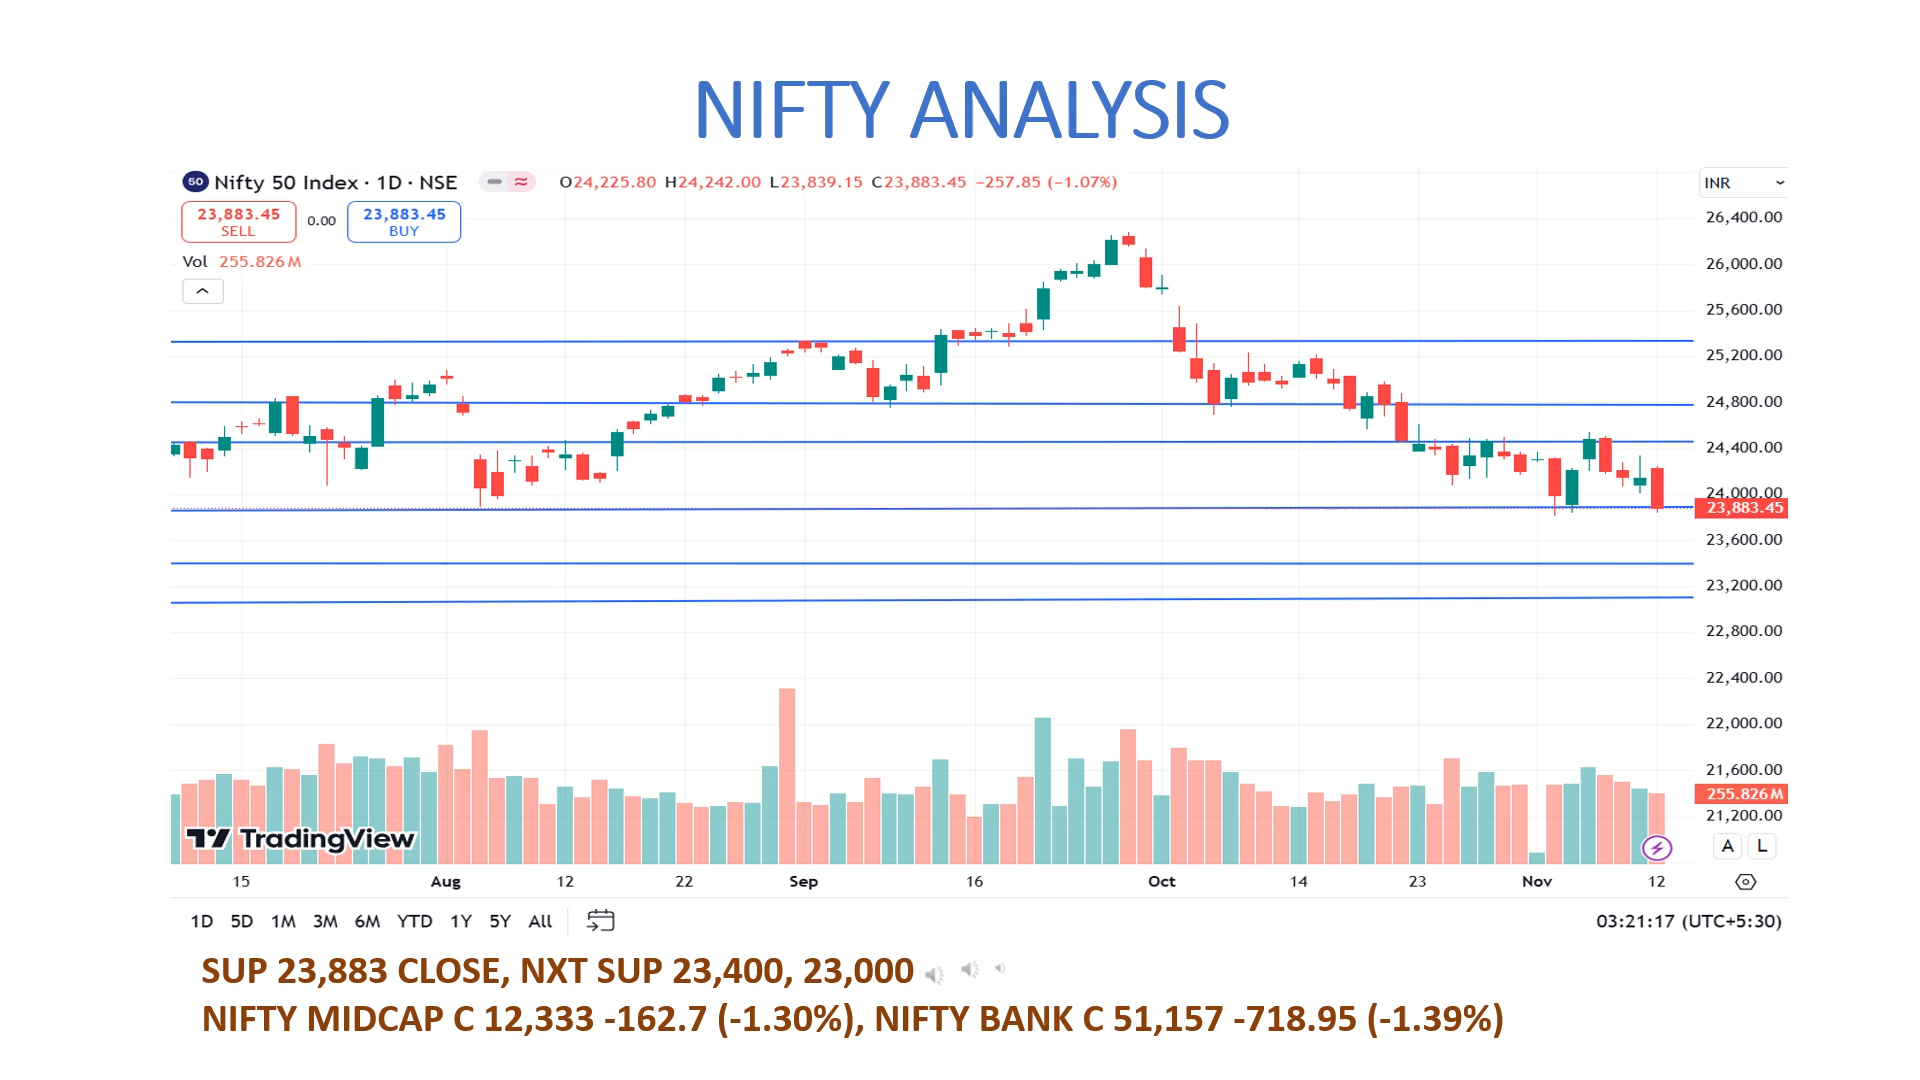 NIFTY ANALYSIS
50 Nifty 50 Index · 1D · NSE O24,225.80 H24,242.00 L23,839.15 C23,883.45 −257.85 (−1.07%) INR
23,883.45 SELL 0.00 23,883.45 BUY
Vol 255.826M
26,400.00
26,000.00
25,600.00
25,200.00
24,800.00
24,400.00
24,000.00
23,883.45
23,600.00
23,200.00
22,800.00
22,400.00
22,000.00
21,600.00
255.826M
21,200.00
TradingView
A L
15 Aug 12 22 Sep 16 Oct 14 23 Nov 12
1D 5D 1M 3M 6M YTD 1Y 5Y All 03:21:17 (UTC+5:30)
SUP 23,883 CLOSE, NXT SUP 23,400, 23,000
NIFTY MIDCAP C 12,333 -162.7 (-1.30%), NIFTY BANK C 51,157 -718.95 (-1.39%)